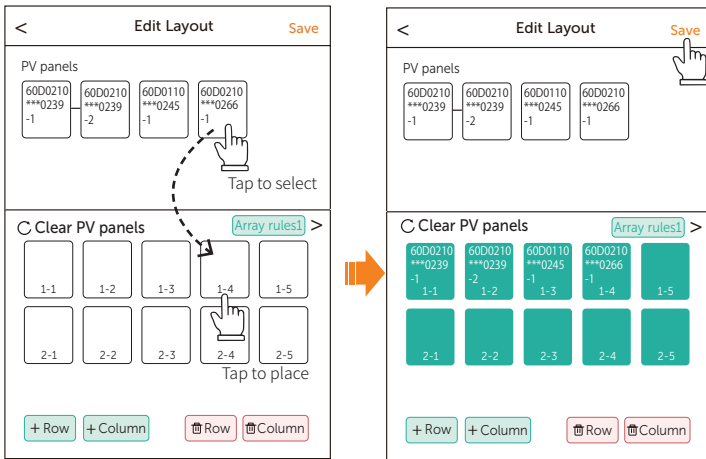 < Edit Layout Save
PV panels
60D0210 60D0210 60D0110 60D0210
***0239 ***0239 ***0245 ***0266
-1 -2 -1 -1
Tap to select
Clear PV panels Array rules1 >
1-1 1-2 1-3 1-4 1-5
2-1 2-2 2-3 2-4 2-5
Tap to place
+ Row + Column Row Column
< Edit Layout Save
PV panels
60D0210 60D0210 60D0110 60D0210
***0239 ***0239 ***0245 ***0266
-1 -2 -1 -1
Clear PV panels Array rules1 >
60D0210 60D0210 60D0110 60D0210
***0239 ***0239 ***0245 ***0266
-1 -2 -1 -1
1-1 1-2 1-3 1-4 1-5
2-1 2-2 2-3 2-4 2-5
+ Row + Column Row Column